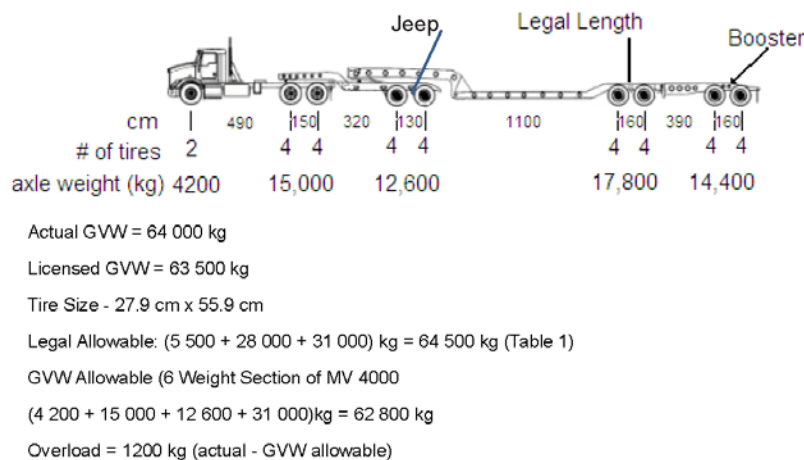 Jeep
Legal Length
Booster
cm 490 150 320 130 1100 160 390 160
# of tires 2 4 4 4 4 4 4 4 4
axle weight (kg) 4200 15,000 12,600 17,800 14,400
Actual GVW = 64 000 kg
Licensed GVW = 63 500 kg
Tire Size - 27.9 cm x 55.9 cm
Legal Allowable: (5 500 + 28 000 + 31 000) kg = 64 500 kg (Table 1)
GVW Allowable (6 Weight Section of MV 4000
(4 200 + 15 000 + 12 600 + 31 000)kg = 62 800 kg
Overload = 1200 kg (actual - GVW allowable)